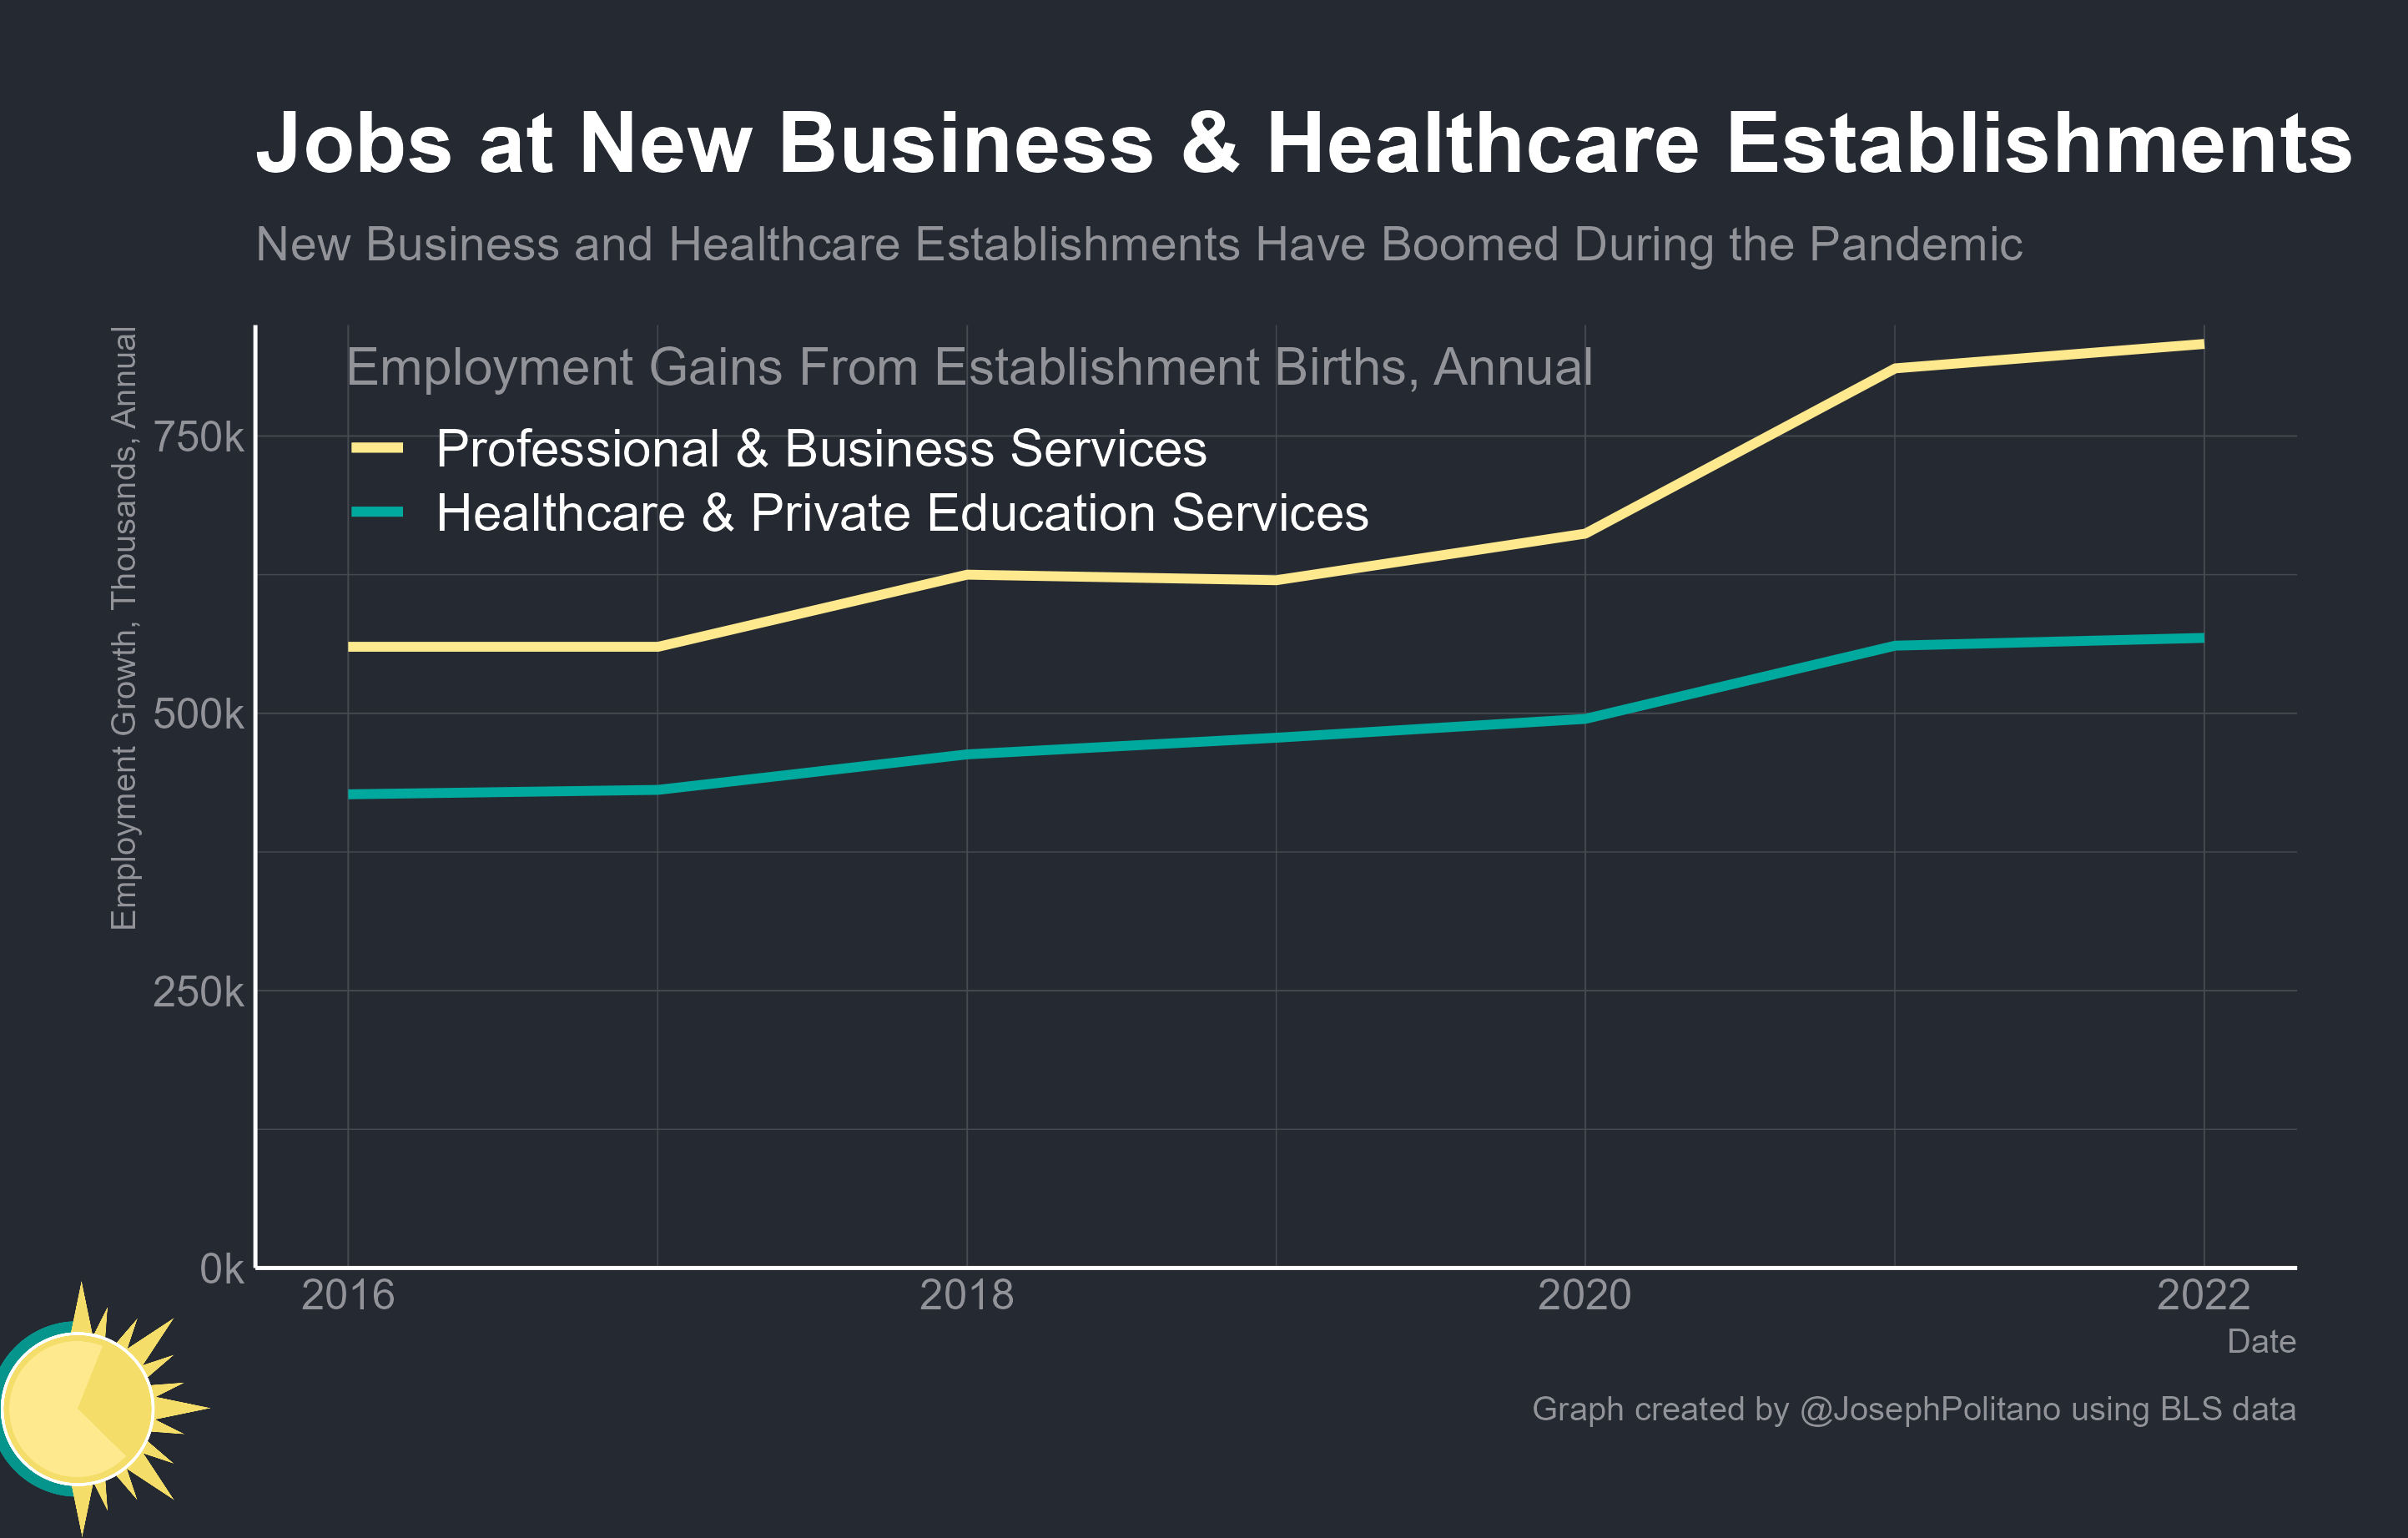 Jobs at New Business & Healthcare Establishments
New Business and Healthcare Establishments Have Boomed During the Pandemic
Employment Growth, Thousands, Annual
Employment Gains From Establishment Births, Annual
Professional & Business Services
Healthcare & Private Education Services
750k
500k
250k
0k
2016 2018 2020 2022
Date
Graph created by @JosephPolitano using BLS data